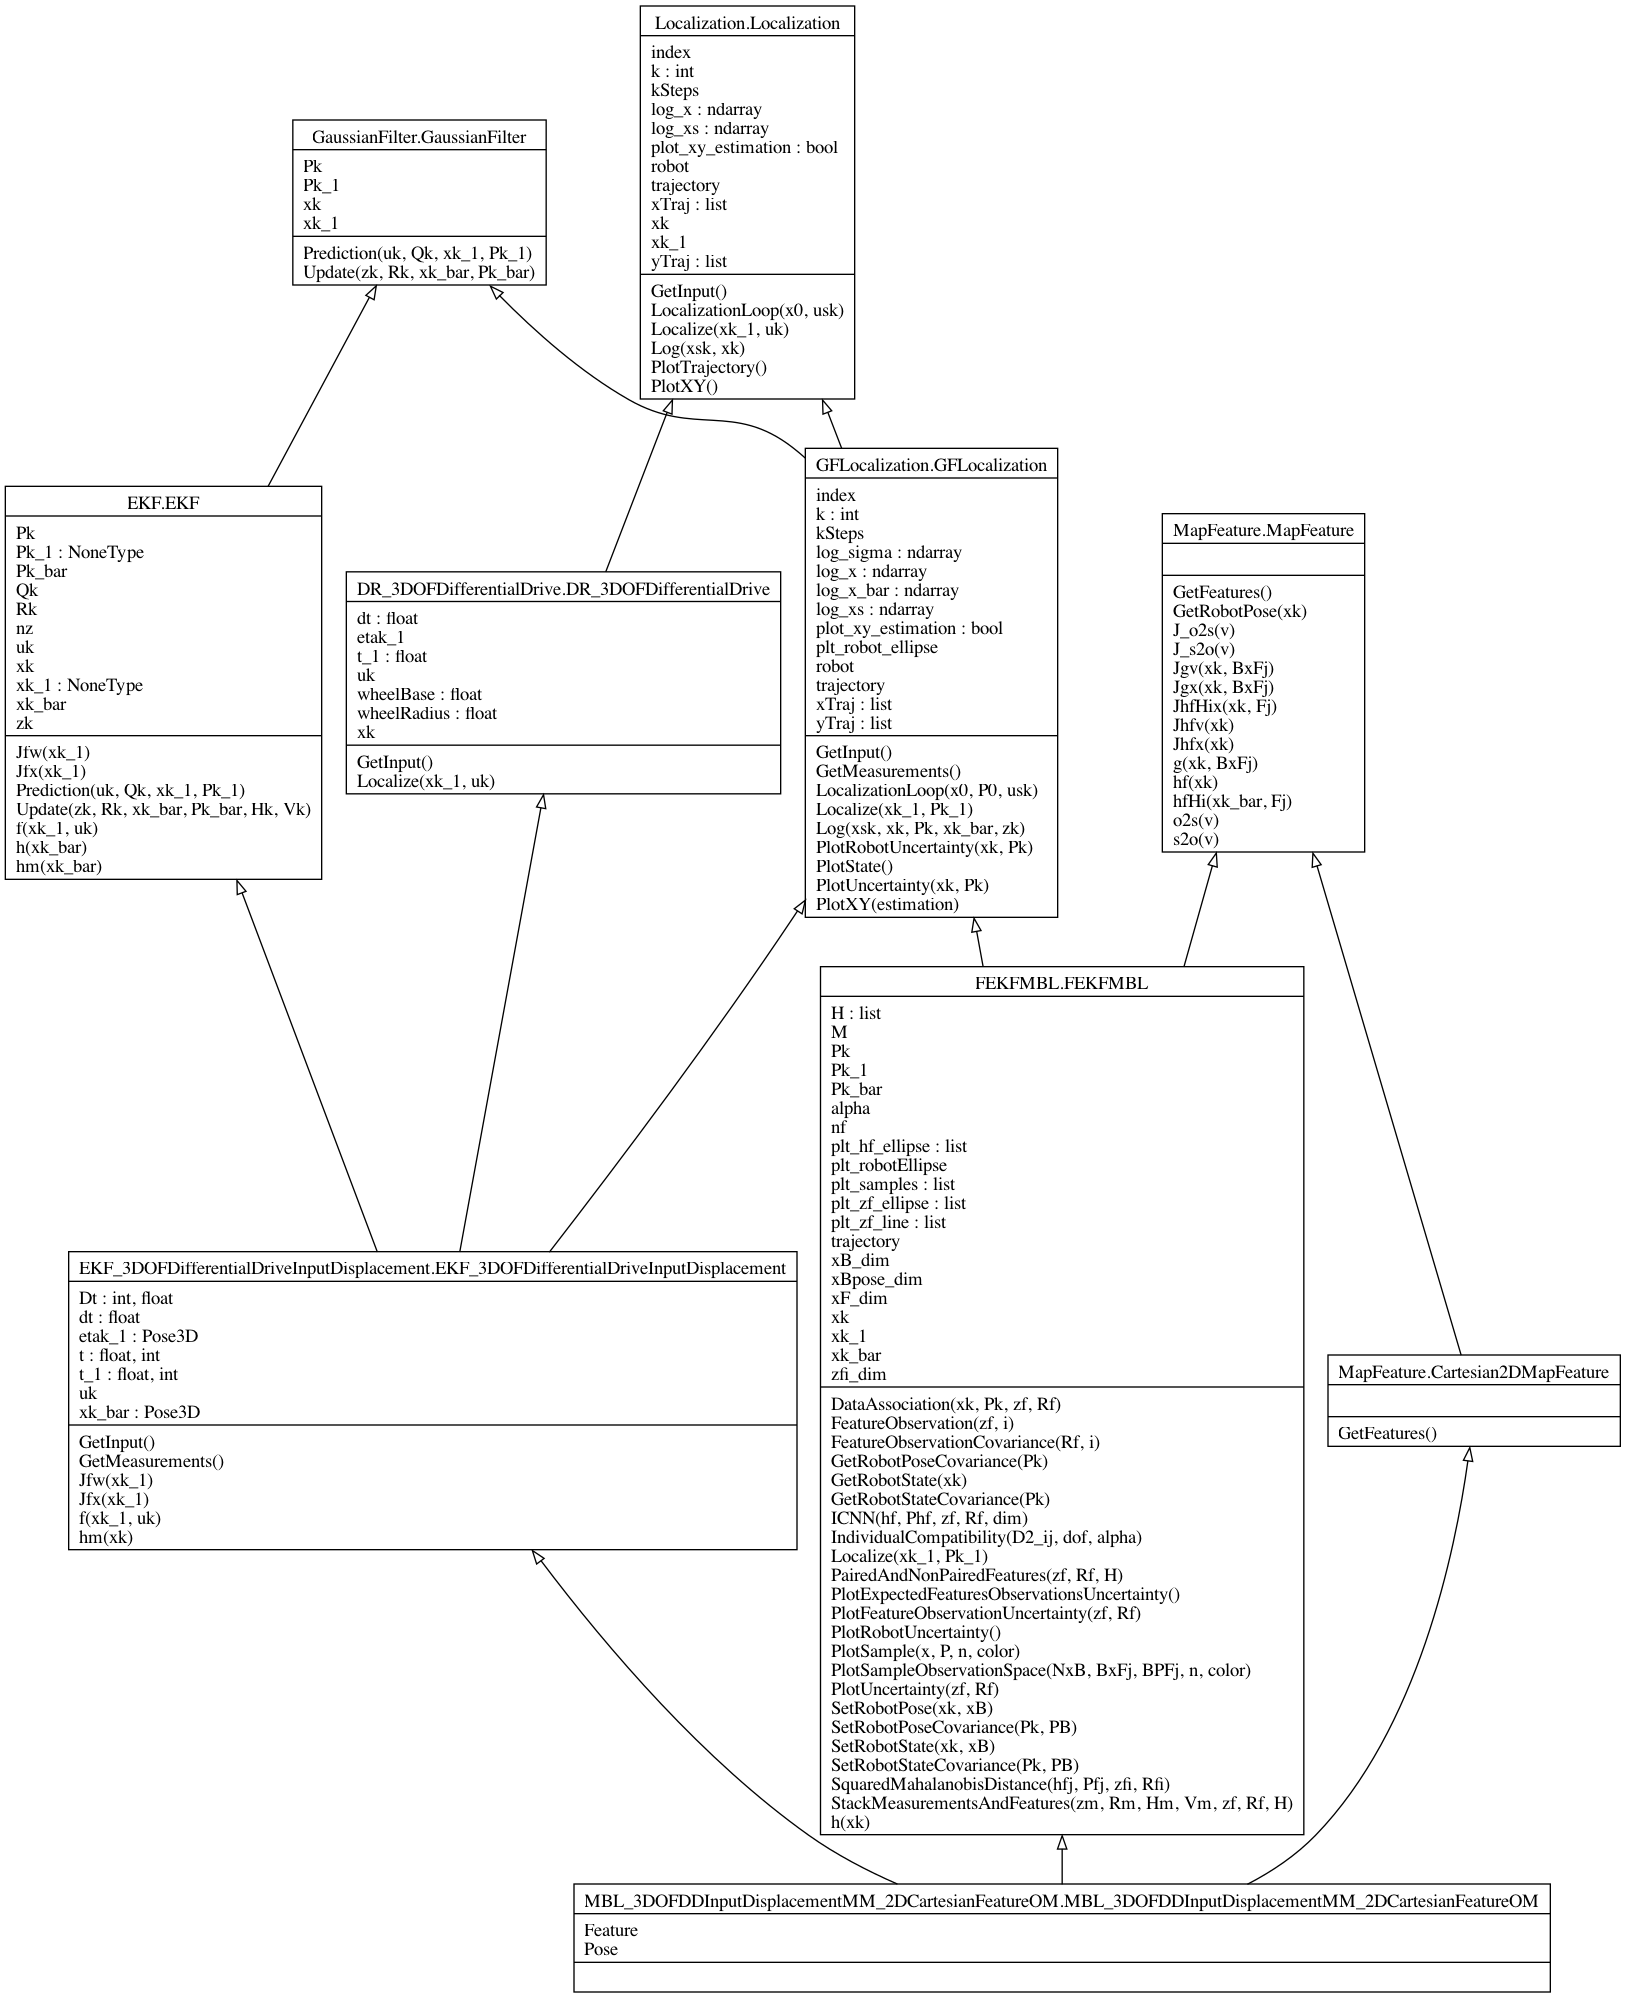 Localization.Localization
index
k : int
kSteps
log_x : ndarray
log_xs : ndarray
plot_xy_estimation : bool
robot
trajectory
xTraj : list
xk
xk_1
yTraj : list
GetInput()
LocalizationLoop(x0, usk)
Localize(xk_1, uk)
Log(xsk, xk)
PlotTrajectory()
PlotXY()
GaussianFilter.GaussianFilter
Pk
Pk_1
xk
xk_1
Prediction(uk, Qk, xk_1, Pk_1)
Update(zk, Rk, xk_bar, Pk_bar)
EKF.EKF
Pk
Pk_1 : NoneType
Pk_bar
Qk
Rk
nz
uk
xk
xk_1 : NoneType
xk_bar
zk
Jfw(xk_1)
Jfx(xk_1)
Prediction(uk, Qk, xk_1, Pk_1)
Update(zk, Rk, xk_bar, Pk_bar, Hk, Vk)
f(xk_1, uk)
h(xk_bar)
hm(xk_bar)
DR_3DOFDifferentialDrive.DR_3DOFDifferentialDrive
dt : float
etak_1
t_1 : float
uk
wheelBase : float
wheelRadius : float
xk
GetInput()
Localize(xk_1, uk)
GFLocalization.GFLocalization
index
k : int
kSteps
log_sigma : ndarray
log_x : ndarray
log_x_bar : ndarray
log_xs : ndarray
plot_xy_estimation : bool
plt_robot_ellipse
robot
trajectory
xTraj : list
yTraj : list
GetInput()
GetMeasurements()
LocalizationLoop(x0, P0, usk)
Localize(xk_1, Pk_1)
Log(xsk, xk, Pk, xk_bar, zk)
PlotRobotUncertainty(xk, Pk)
PlotState()
PlotUncertainty(xk, Pk)
PlotXY(estimation)
MapFeature.MapFeature
GetFeatures()
GetRobotPose(xk)
J_o2s(v)
J_s2o(v)
Jgv(xk, BxFj)
Jgx(xk, BxFj)
JhfHix(xk, Fj)
Jhfv(xk)
Jhfx(xk)
g(xk, BxFj)
hf(xk)
hfHi(xk_bar, Fj)
o2s(v)
s2o(v)
EKF_3DOFDifferentialDriveInputDisplacement.EKF_3DOFDifferentialDriveInputDisplacement
Dt : int, float
dt : float
etak_1 : Pose3D
t : float, int
t_1 : float, int
uk
xk_bar : Pose3D
GetInput()
GetMeasurements()
Jfw(xk_1)
Jfx(xk_1)
f(xk_1, uk)
hm(xk)
FEKFMBL.FEKFMBL
H : list
M
Pk
Pk_1
Pk_bar
alpha
nf
plt_hf_ellipse : list
plt_robotEllipse
plt_samples : list
plt_zf_ellipse : list
plt_zf_line : list
trajectory
xB_dim
xBpose_dim
xF_dim
xk
xk_1
xk_bar
zfi_dim
DataAssociation(xk, Pk, zf, Rf)
FeatureObservation(zf, i)
FeatureObservationCovariance(Rf, i)
GetRobotPoseCovariance(Pk)
GetRobotState(xk)
GetRobotStateCovariance(Pk)
ICNN(hf, Phf, zf, Rf, dim)
IndividualCompatibility(D2_ij, dof, alpha)
Localize(xk_1, Pk_1)
PairedAndNonPairedFeatures(zf, Rf, H)
PlotExpectedFeaturesObservationsUncertainty()
PlotFeatureObservationUncertainty(zf, Rf)
PlotRobotUncertainty()
PlotSample(x, P, n, color)
PlotSampleObservationSpace(NxB, BxFj, BPFj, n, color)
PlotUncertainty(zf, Rf)
SetRobotPose(xk, xB)
SetRobotPoseCovariance(Pk, PB)
SetRobotState(xk, xB)
SetRobotStateCovariance(Pk, PB)
SquaredMahalanobisDistance(hfj, Pfj, zfi, Rfi)
StackMeasurementsAndFeatures(zm, Rm, Hm, Vm, zf, Rf, H)
h(xk)
MapFeature.Cartesian2DMapFeature
GetFeatures()
MBL_3DOFDDInputDisplacementMM_2DCartesianFeatureOM.MBL_3DOFDDInputDisplacementMM_2DCartesianFeatureOM
Feature
Pose